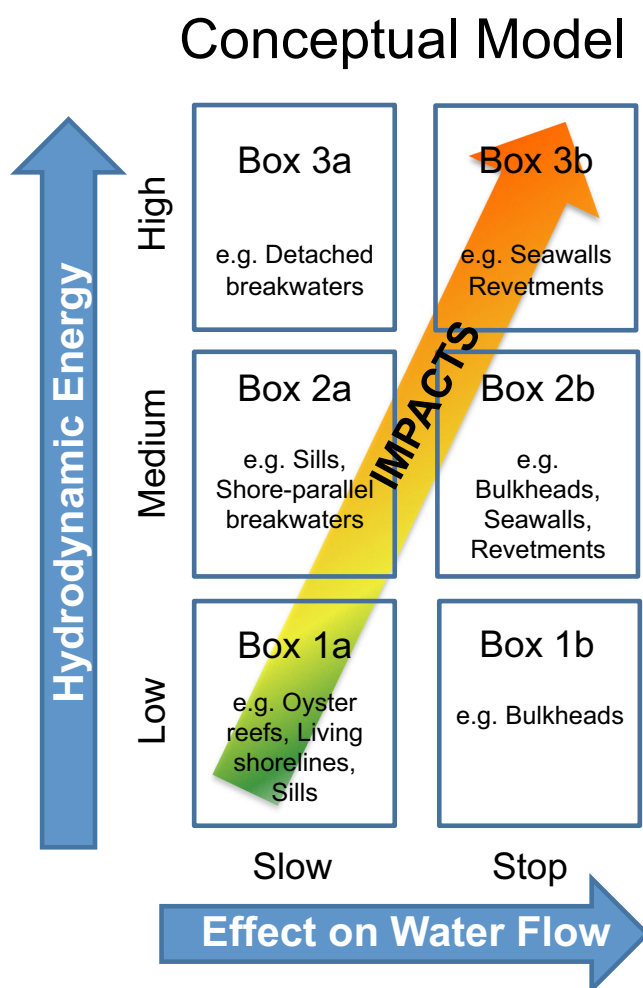 Conceptual Model
Hydrodynamic Energy
High
Box 3a
e.g. Detached
breakwaters
Box 3b
e.g. Seawalls
Revetments
IMPACTS
Medium
Box 2a
e.g. Sills,
Shore-parallel
breakwaters
Box 2b
e.g.
Bulkheads,
Seawalls,
Revetments
Low
Box 1a
e.g. Oyster
reefs, Living
shorelines,
Sills
Box 1b
e.g. Bulkheads
Slow
Stop
Effect on Water Flow